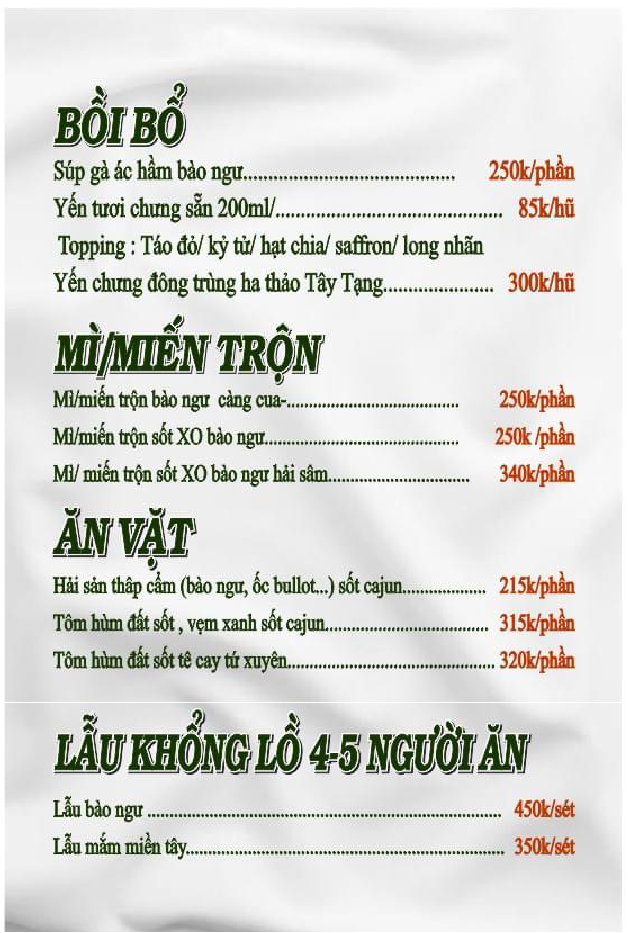 BỒI BỔ
Súp gà ác hầm bào ngư.......................................... 250k/phần
Yến tươi chưng sẵn 200ml/............................................. 85k/hũ
Topping : Táo đỏ/ kỷ tử/ hạt chia/ saffron/ long nhãn
Yến chưng đông trùng ha thảo Tây Tạng...................... 300k/hũ
MÌ/MIẾN TRỘN
Mì/miến trộn bào ngư càng cua-................................... 250k/phần
Mì/miến trộn sốt XO bào ngư....................................... 250k /phần
Mì/ miến trộn sốt XO bào ngư hải sâm............................ 340k/phần
ĂN VẶT
Hải sản thập cẩm (bào ngư, ốc bullot...) sốt cajun................. 215k/phần
Tôm hùm đất sốt , vẹm xanh sốt cajun................................. 315k/phần
Tôm hùm đất sốt tê cay tứ xuyên......................................... 320k/phần
LẨU KHỔNG LỒ 4-5 NGƯỜI ĂN
Lẩu bào ngư ....................................................................... 450k/sét
Lẩu mắm miền tây................................................................ 350k/sét